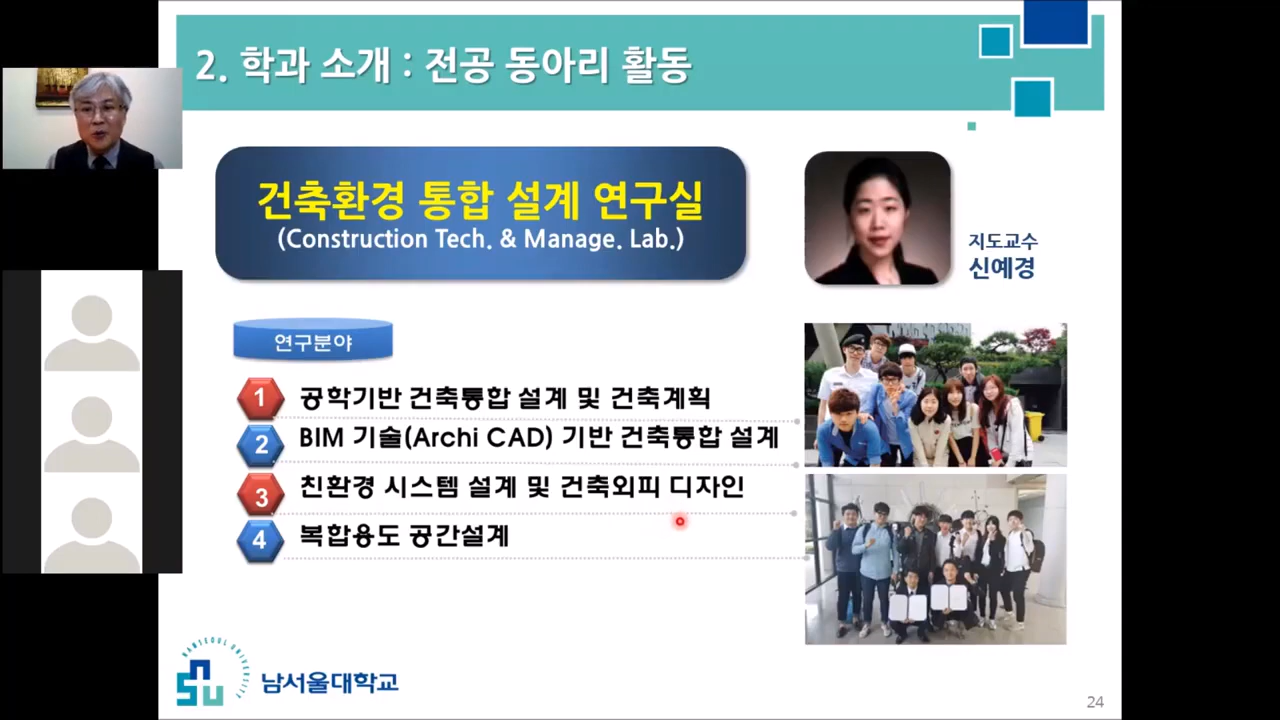 2. 학과 소개 : 전공 동아리 활동
건축환경 통합 설계 연구실
(Construction Tech. & Manage. Lab.)
지도교수
신예경
연구분야
1 공학기반 건축통합 설계 및 건축계획
2 BIM 기술(Archi CAD) 기반 건축통합 설계
3 친환경 시스템 설계 및 건축외피 디자인
4 복합용도 공간설계
NAMSEOUL UNIVERSITY
nsu
남서울대학교
24